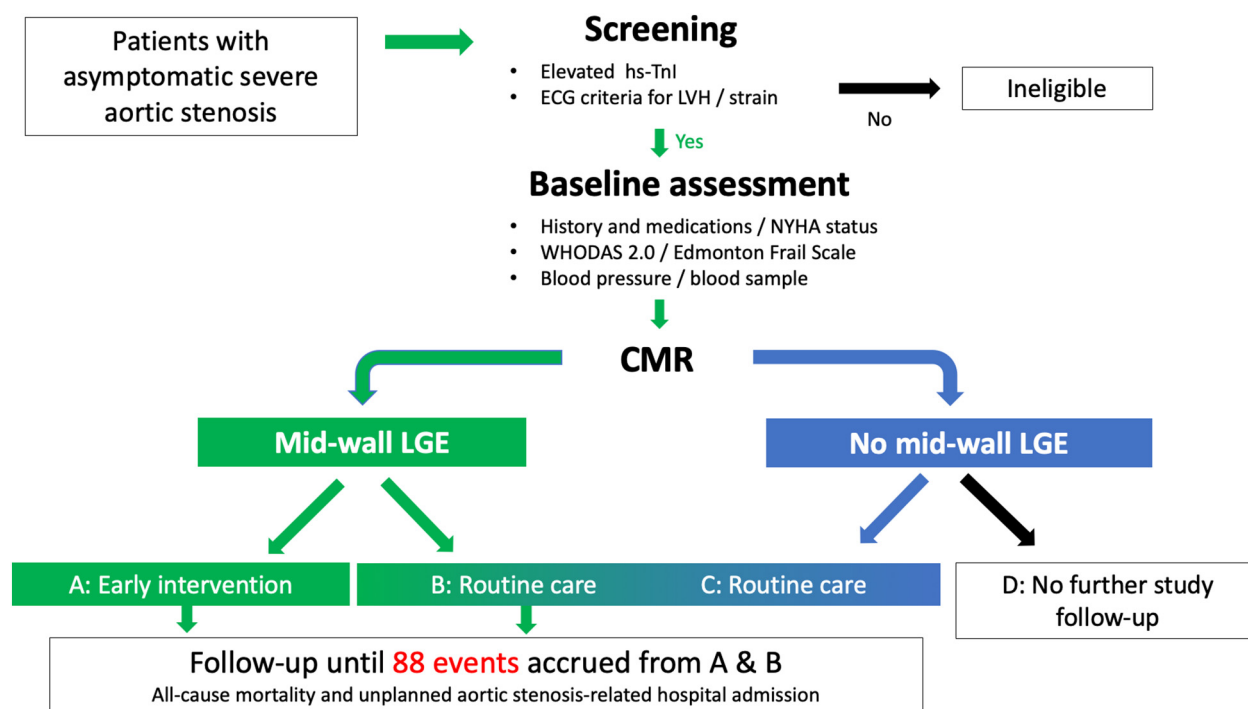 Patients with
asymptomatic severe
aortic stenosis
Screening
• Elevated hs-TnI
• ECG criteria for LVH / strain
No
Ineligible
Yes
Baseline assessment
• History and medications / NYHA status
• WHODAS 2.0 / Edmonton Frail Scale
• Blood pressure / blood sample
CMR
Mid-wall LGE
No mid-wall LGE
A: Early intervention
B: Routine care
C: Routine care
D: No further study
follow-up
Follow-up until 88 events accrued from A & B
All-cause mortality and unplanned aortic stenosis-related hospital admission